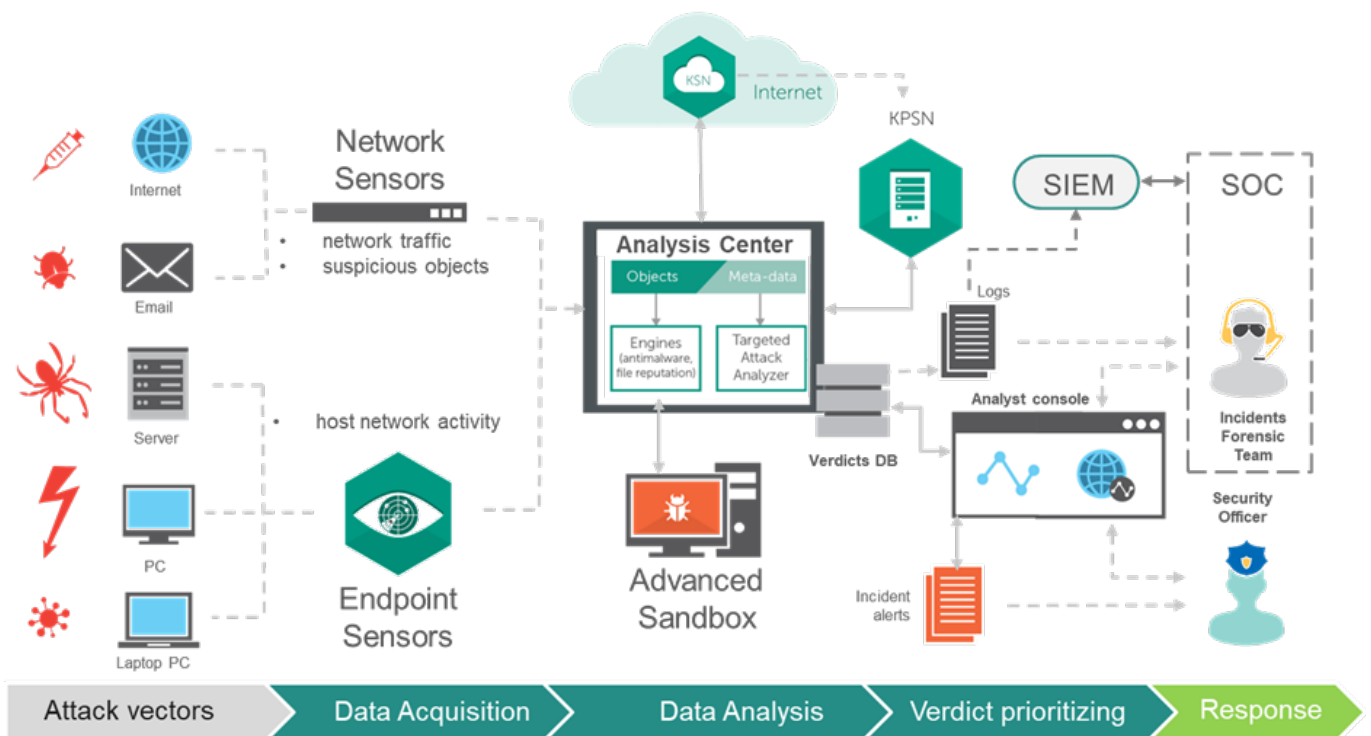 KSN
Internet
KPSN
Internet
Network
Sensors
• network traffic
• suspicious objects
Email
Server
• host network activity
PC
Laptop PC
Endpoint
Sensors
Analysis Center
Objects
Meta-data
Engines
(antimalware,
file reputation)
Targeted
Attack
Analyzer
Advanced
Sandbox
Verdicts DB
SIEM
SOC
Logs
Analyst console
Incidents
Forensic
Team
Security
Officer
Incident
alerts
Attack vectors
Data Acquisition
Data Analysis
Verdict prioritizing
Response